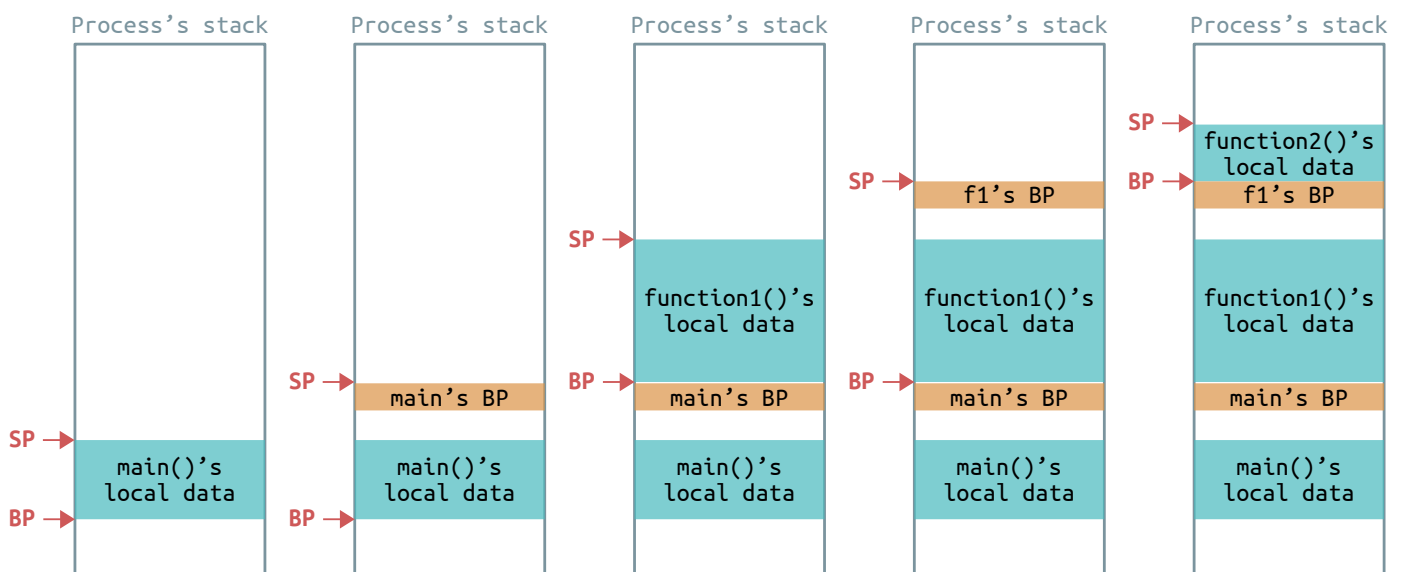 Process’s stack
SP
main()’s
local data
BP
Process’s stack
SP
main’s BP
main()’s
local data
BP
Process’s stack
SP
function1()’s
local data
BP
main’s BP
main()’s
local data
Process’s stack
SP
f1’s BP
function1()’s
local data
BP
main’s BP
main()’s
local data
Process’s stack
SP
function2()’s
local data
BP
f1’s BP
function1()’s
local data
main’s BP
main()’s
local data